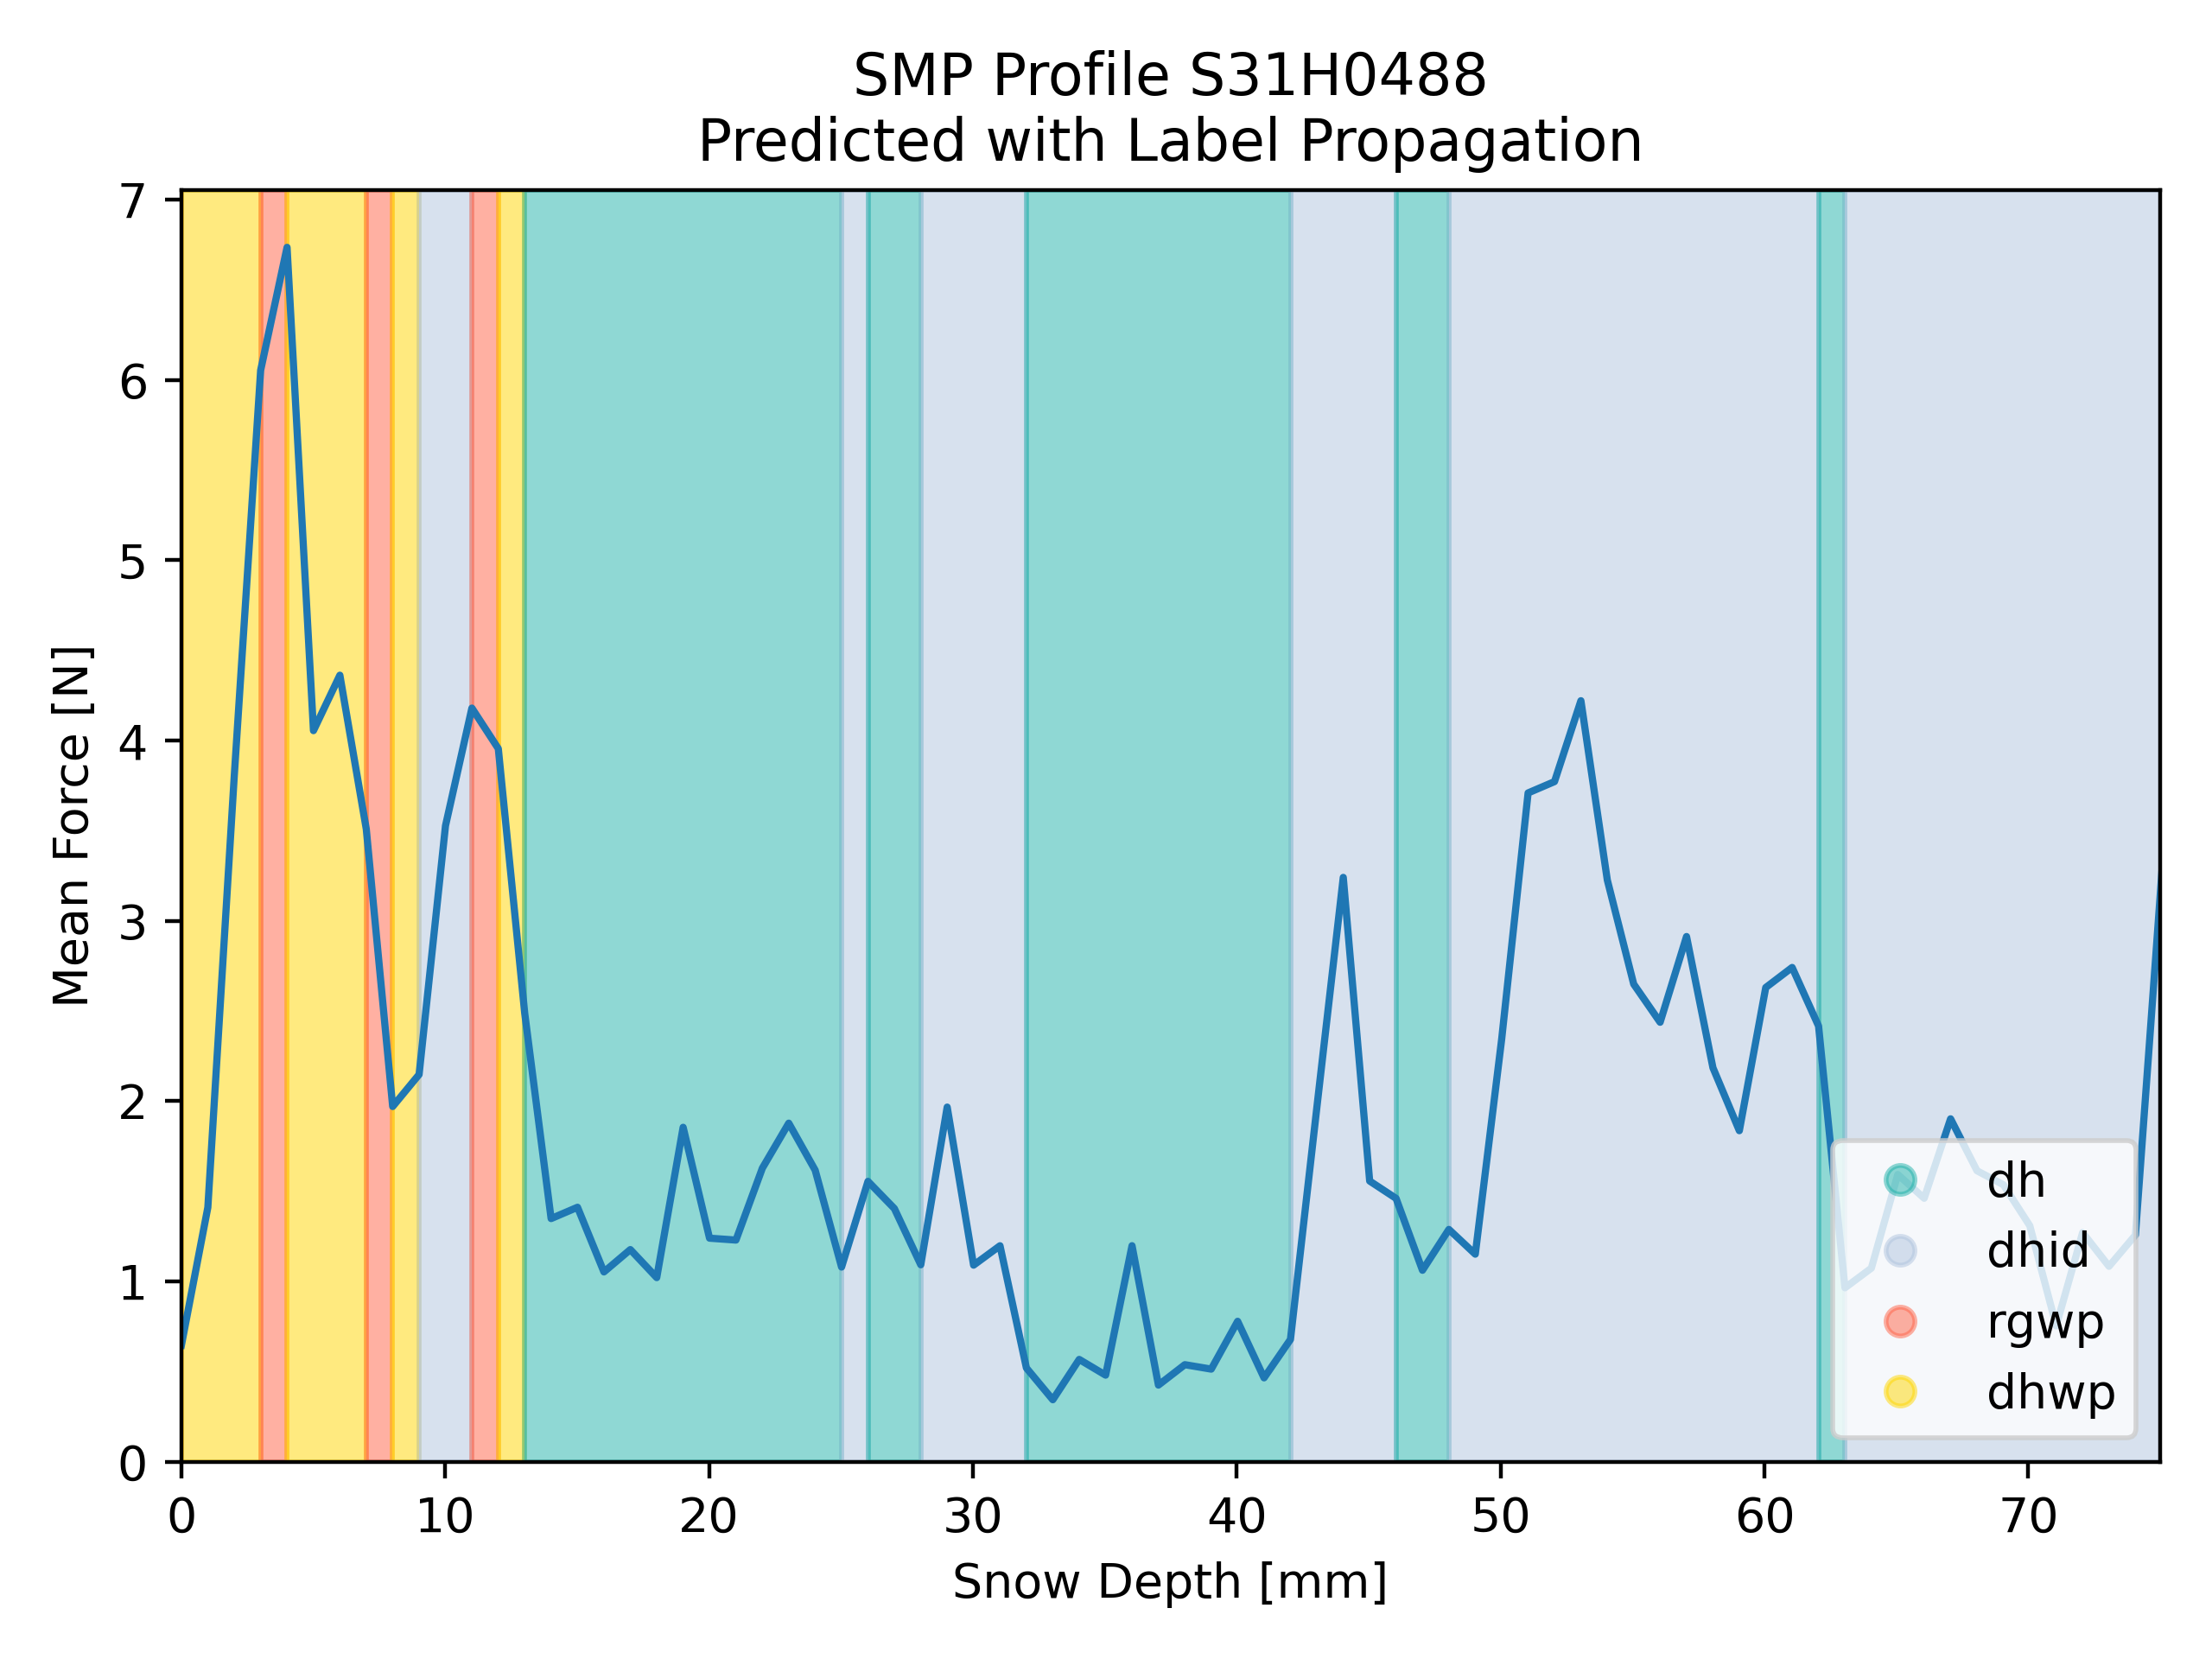 SMP Profile S31H0488
Predicted with Label Propagation
7
6
5
4
3
2
1
0
Mean Force [N]
0 10 20 30 40 50 60 70
Snow Depth [mm]
dh
dhid
rgwp
dhwp